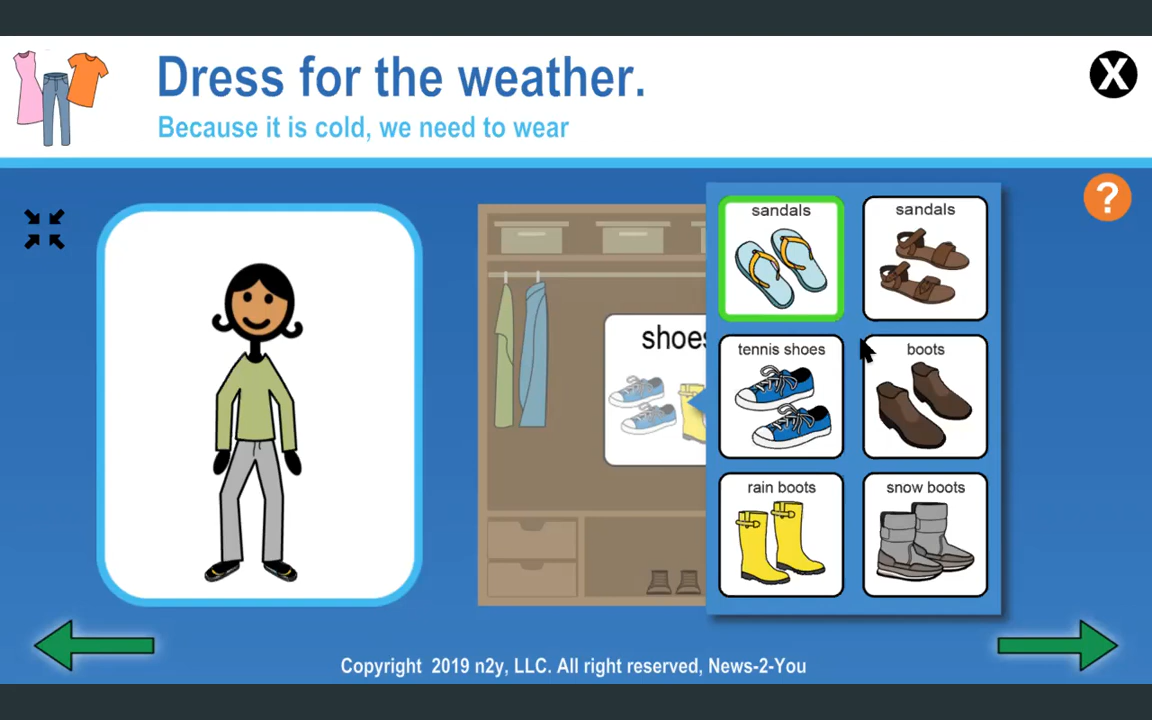 Dress for the weather.
X
Because it is cold, we need to wear
?
sandals
sandals
shoes
tennis shoes
boots
rain boots
snow boots
Copyright 2019 n2y, LLC. All right reserved, News-2-You